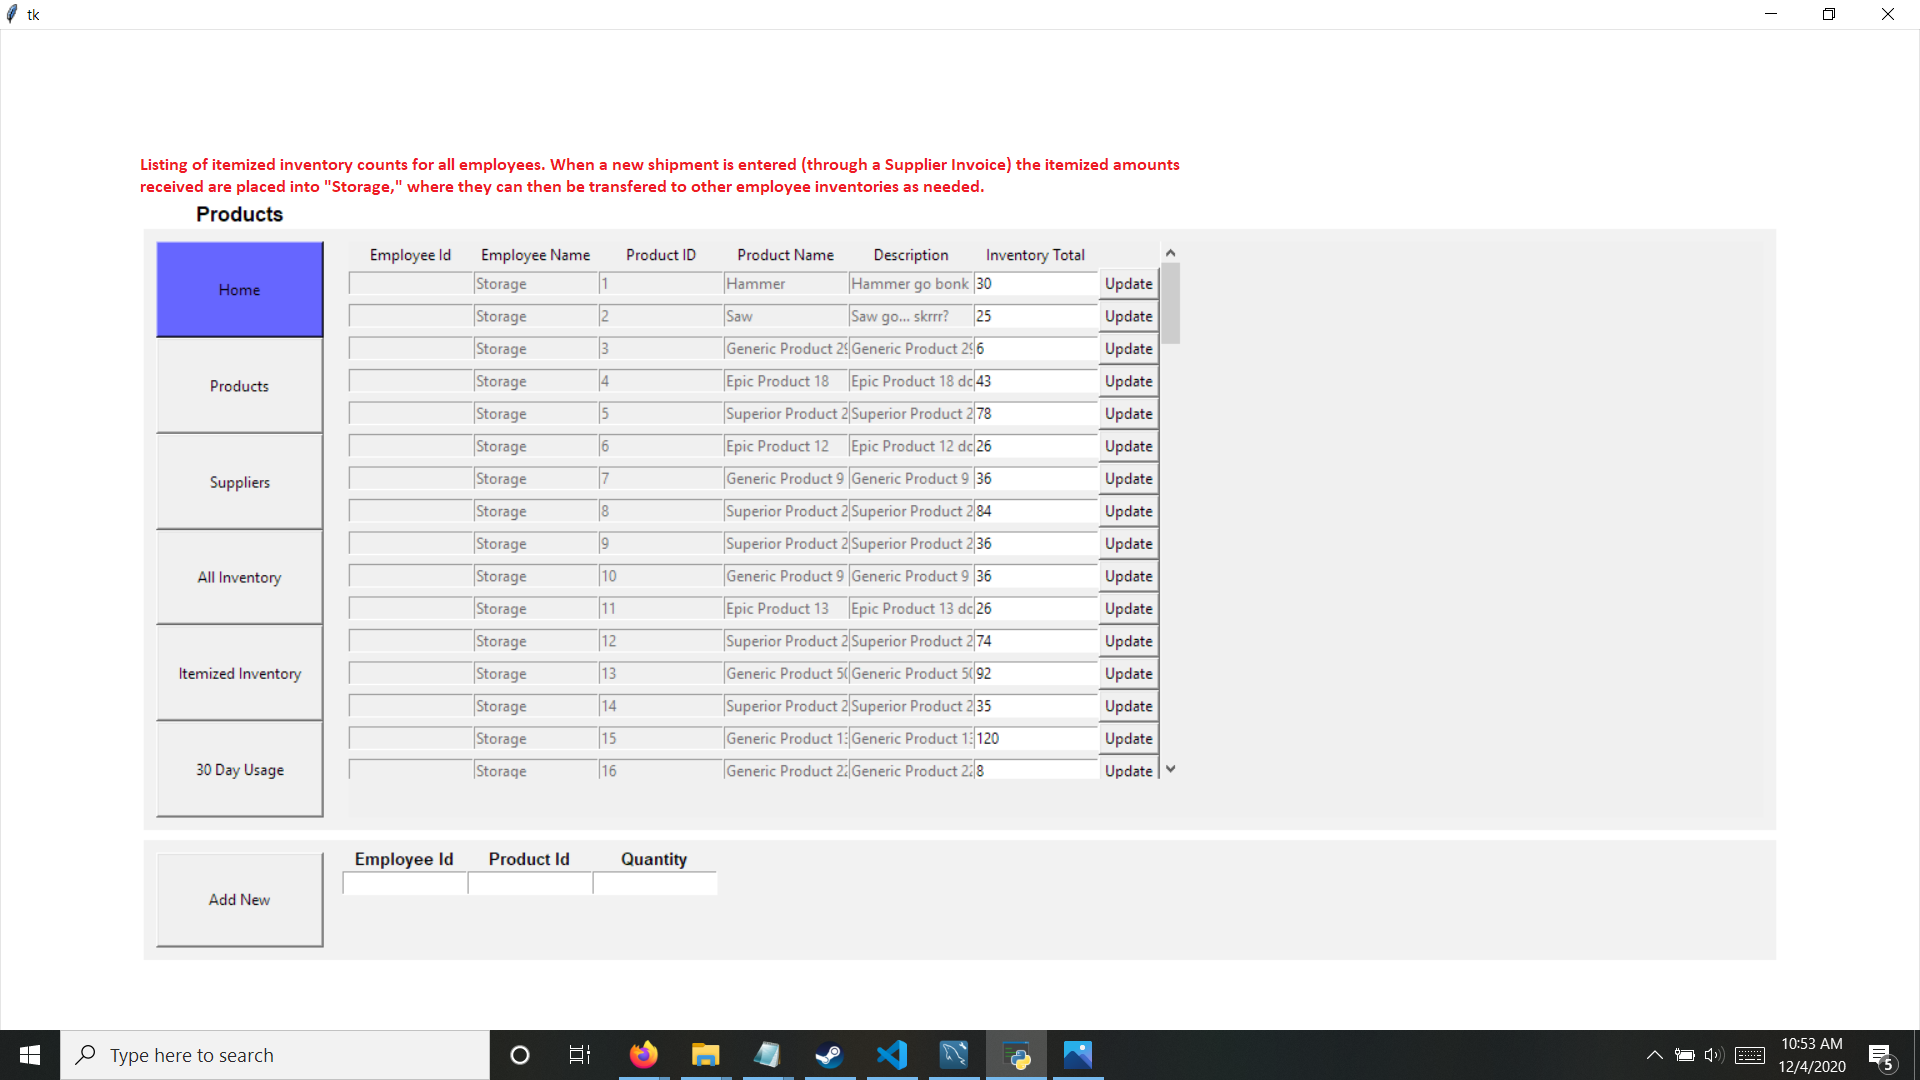 tk
Listing of itemized inventory counts for all employees. When a new shipment is entered (through a Supplier Invoice) the itemized amounts
received are placed into "Storage," where they can then be transfered to other employee inventories as needed.
Products
Home
Products
Suppliers
All Inventory
Itemized Inventory
30 Day Usage
Employee Id Employee Name Product ID Product Name Description Inventory Total
Storage 1 Hammer Hammer go bonk 30 Update
Storage 2 Saw Saw go... skrrr? 25 Update
Storage 3 Generic Product 29 Generic Product 29 6 Update
Storage 4 Epic Product 18 Epic Product 18 dc 43 Update
Storage 5 Superior Product 2 Superior Product 2 78 Update
Storage 6 Epic Product 12 Epic Product 12 dc 26 Update
Storage 7 Generic Product 9 Generic Product 9 36 Update
Storage 8 Superior Product 2 Superior Product 2 84 Update
Storage 9 Superior Product 2 Superior Product 2 36 Update
Storage 10 Generic Product 9 Generic Product 9 36 Update
Storage 11 Epic Product 13 Epic Product 13 dc 26 Update
Storage 12 Superior Product 2 Superior Product 2 74 Update
Storage 13 Generic Product 50 Generic Product 50 92 Update
Storage 14 Superior Product 2 Superior Product 2 35 Update
Storage 15 Generic Product 13 Generic Product 13 120 Update
Storage 16 Generic Product 22 Generic Product 22 8 Update
Add New
Employee Id Product Id Quantity
Type here to search
10:53 AM
12/4/2020
5